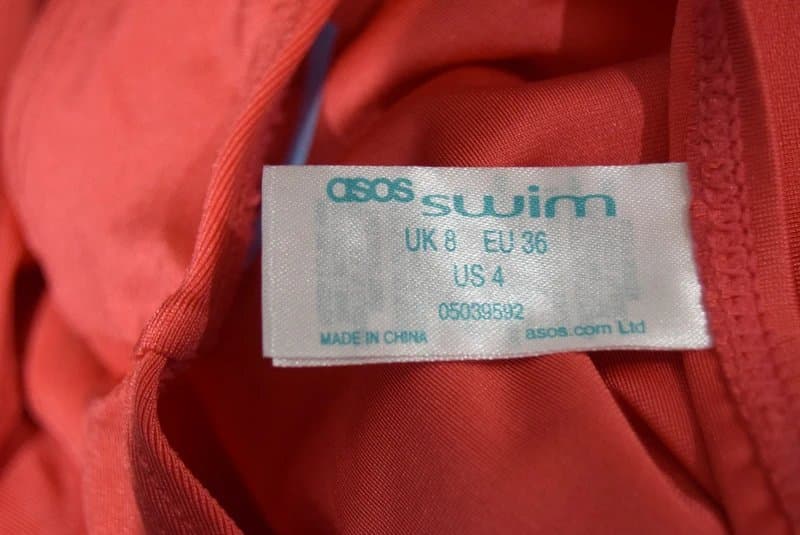 asos swim
UK 8 EU 36
US 4
05039592
MADE IN CHINA asos.com Ltd